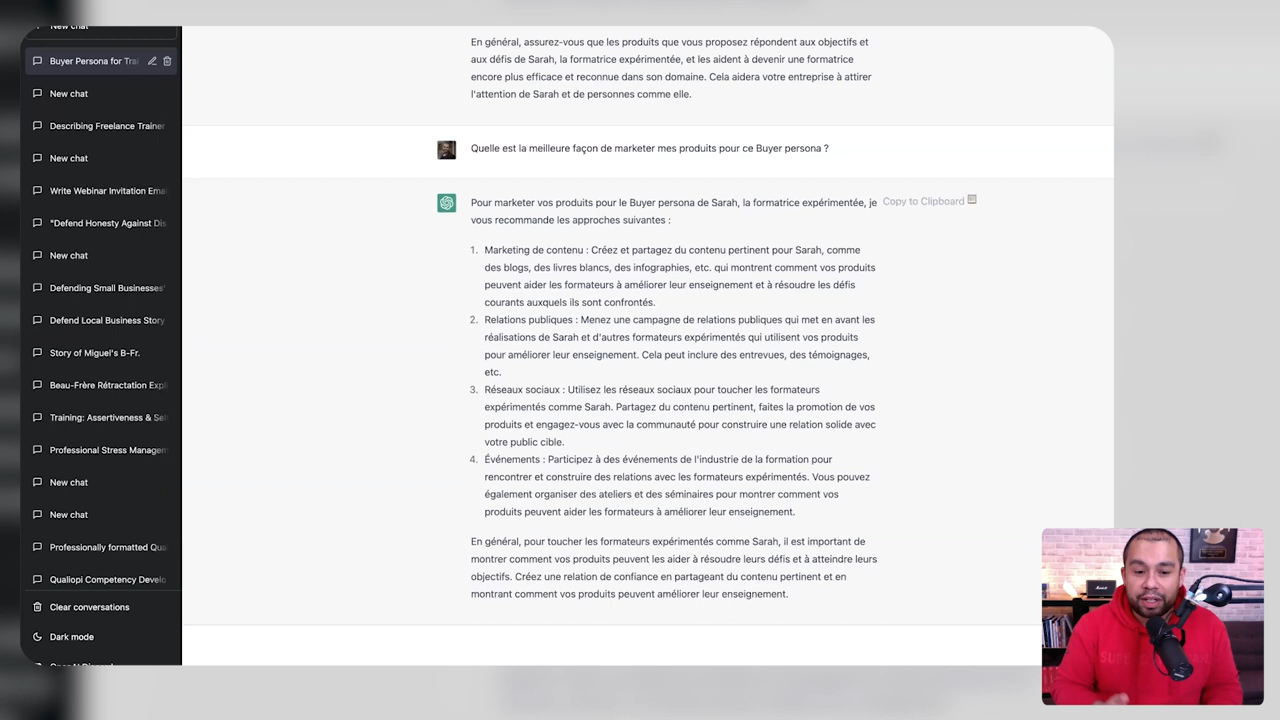 New chat
Buyer Persona for Trai
New chat
Describing Freelance Trainer
New chat
Write Webinar Invitation Ema
"Defend Honesty Against Dis
New chat
Defending Small Businesses'
Defend Local Business Story
Story of Miguel's B-Fr.
Beau-Frère Rétractation Expl
Training: Assertiveness & Sel
Professional Stress Managem
New chat
New chat
Professionally formatted Qua
Qualiopi Competency Develo
Clear conversations
Dark mode
En général, assurez-vous que les produits que vous proposez répondent aux objectifs et
aux défis de Sarah, la formatrice expérimentée, et les aident à devenir une formatrice
encore plus efficace et reconnue dans son domaine. Cela aidera votre entreprise à attirer
l'attention de Sarah et de personnes comme elle.
Quelle est la meilleure façon de marketer mes produits pour ce Buyer persona ?
Pour marketer vos produits pour le Buyer persona de Sarah, la formatrice expérimentée, je
vous recommande les approches suivantes :
Copy to Clipboard
1. Marketing de contenu : Créez et partagez du contenu pertinent pour Sarah, comme
des blogs, des livres blancs, des infographies, etc. qui montrent comment vos produits
peuvent aider les formateurs à améliorer leur enseignement et à résoudre les défis
courants auxquels ils sont confrontés.
2. Relations publiques : Menez une campagne de relations publiques qui met en avant les
réalisations de Sarah et d'autres formateurs expérimentés qui utilisent vos produits
pour améliorer leur enseignement. Cela peut inclure des entrevues, des témoignages,
etc.
3. Réseaux sociaux : Utilisez les réseaux sociaux pour toucher les formateurs
expérimentés comme Sarah. Partagez du contenu pertinent, faites la promotion de vos
produits et engagez-vous avec la communauté pour construire une relation solide avec
votre public cible.
4. Événements : Participez à des événements de l'industrie de la formation pour
rencontrer et construire des relations avec les formateurs expérimentés. Vous pouvez
également organiser des ateliers et des séminaires pour montrer comment vos
produits peuvent aider les formateurs à améliorer leur enseignement.
En général, pour toucher les formateurs expérimentés comme Sarah, il est important de
montrer comment vos produits peuvent les aider à résoudre leurs défis et à atteindre leurs
objectifs. Créez une relation de confiance en partageant du contenu pertinent et en
montrant comment vos produits peuvent améliorer leur enseignement.
Marshall